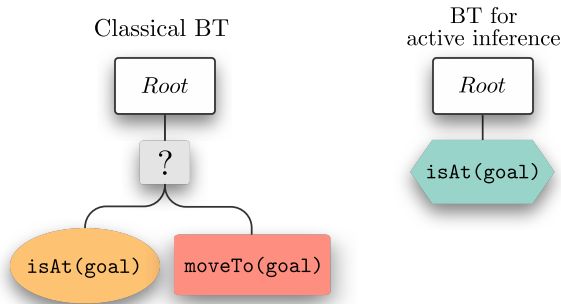 Classical BT
BT for
active inference
Root
Root
?
isAt(goal)
isAt(goal)
moveTo(goal)